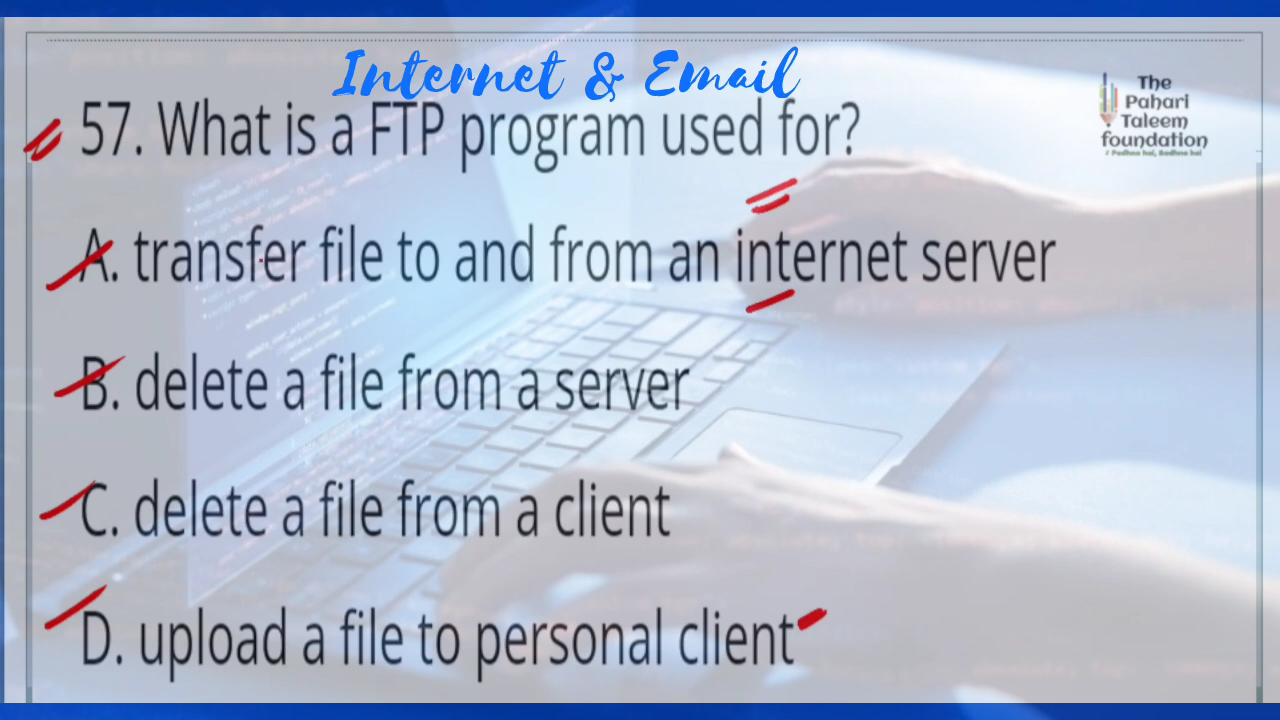 Internet & Email
57. What is a FTP program used for?
The
Pahari
Taleem
foundation
A. transfer file to and from an internet server
B. delete a file from a server
C. delete a file from a client
D. upload a file to personal client